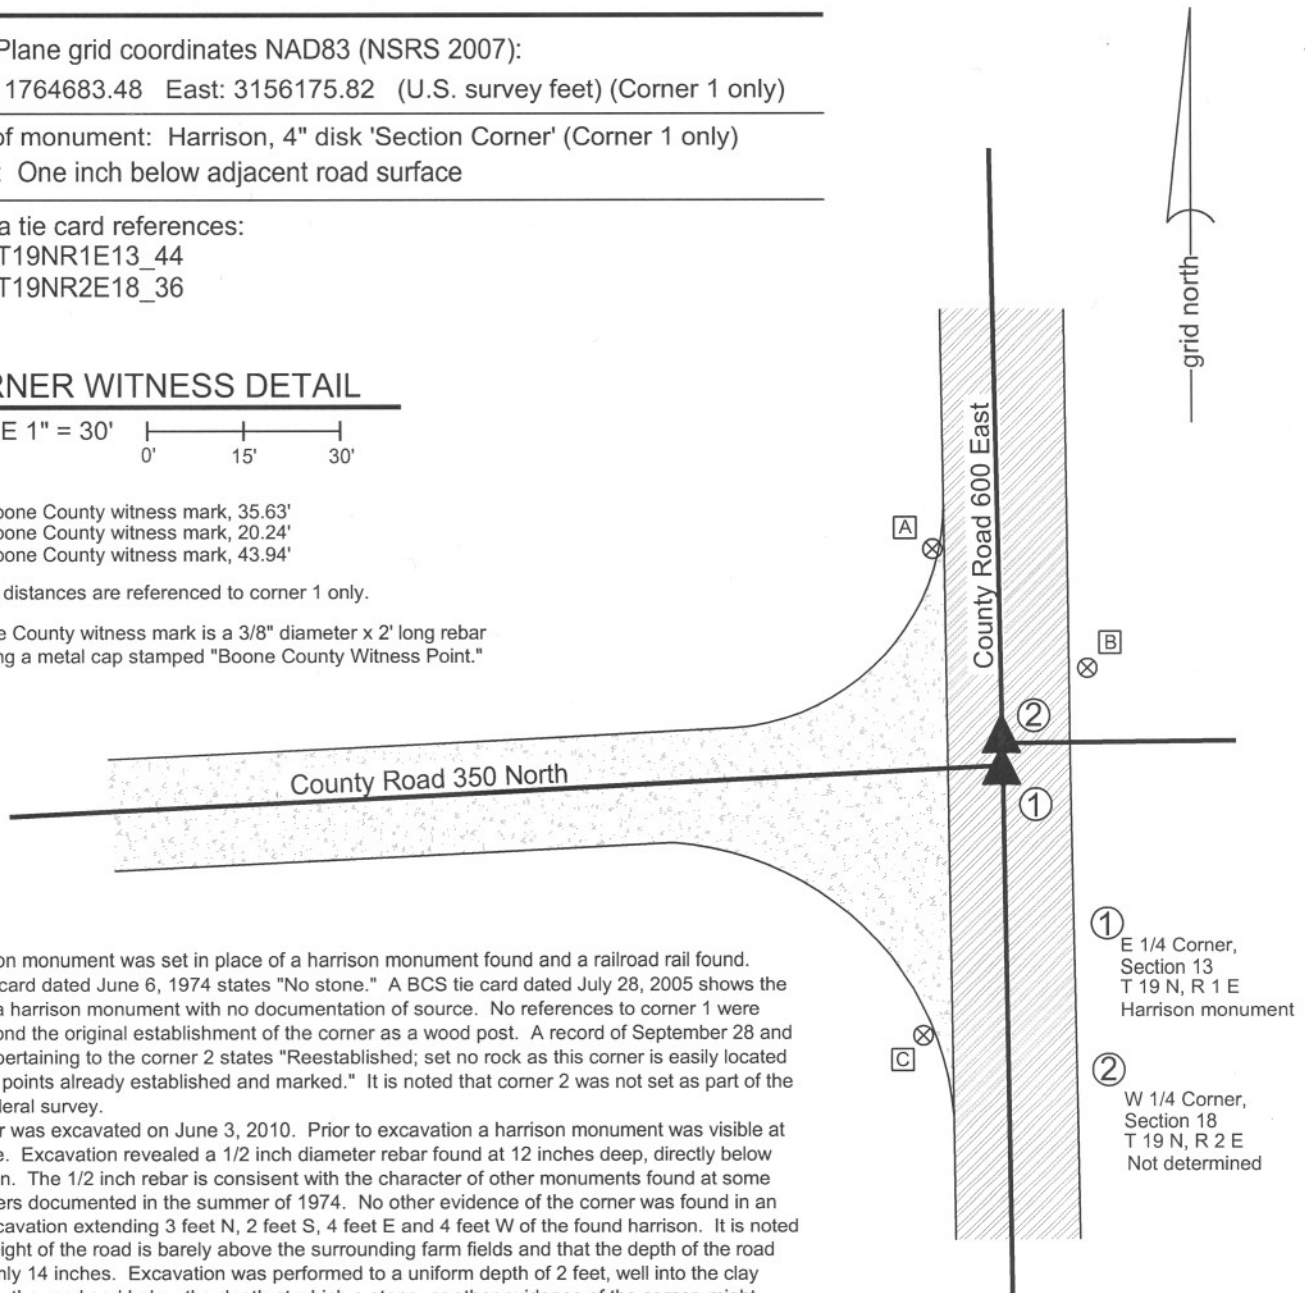 Plane grid coordinates NAD83 (NSRS 2007):
1764683.48 East: 3156175.82 (U.S. survey feet) (Corner 1 only)
of monument: Harrison, 4" disk 'Section Corner' (Corner 1 only)
: One inch below adjacent road surface
a tie card references:
T19NR1E13_44
T19NR2E18_36
RNER WITNESS DETAIL
E 1" = 30'
0' 15' 30'
oone County witness mark, 35.63'
oone County witness mark, 20.24'
oone County witness mark, 43.94'
distances are referenced to corner 1 only.
e County witness mark is a 3/8" diameter x 2' long rebar
ng a metal cap stamped "Boone County Witness Point."
grid north
County Road 600 East
A
B
2
County Road 350 North
1
C
1
E 1/4 Corner,
Section 13
T 19 N, R 1 E
Harrison monument
2
W 1/4 Corner,
Section 18
T 19 N, R 2 E
Not determined
on monument was set in place of a harrison monument found and a railroad rail found.
card dated June 6, 1974 states "No stone." A BCS tie card dated July 28, 2005 shows the
a harrison monument with no documentation of source. No references to corner 1 were
ond the original establishment of the corner as a wood post. A record of September 28 and
pertaining to the corner 2 states "Reestablished; set no rock as this corner is easily located
points already established and marked." It is noted that corner 2 was not set as part of the
deral survey.
r was excavated on June 3, 2010. Prior to excavation a harrison monument was visible at
e. Excavation revealed a 1/2 inch diameter rebar found at 12 inches deep, directly below
n. The 1/2 inch rebar is consisent with the character of other monuments found at some
ers documented in the summer of 1974. No other evidence of the corner was found in an
cavation extending 3 feet N, 2 feet S, 4 feet E and 4 feet W of the found harrison. It is noted
ight of the road is barely above the surrounding farm fields and that the depth of the road
nly 14 inches. Excavation was performed to a uniform depth of 2 feet, well into the clay